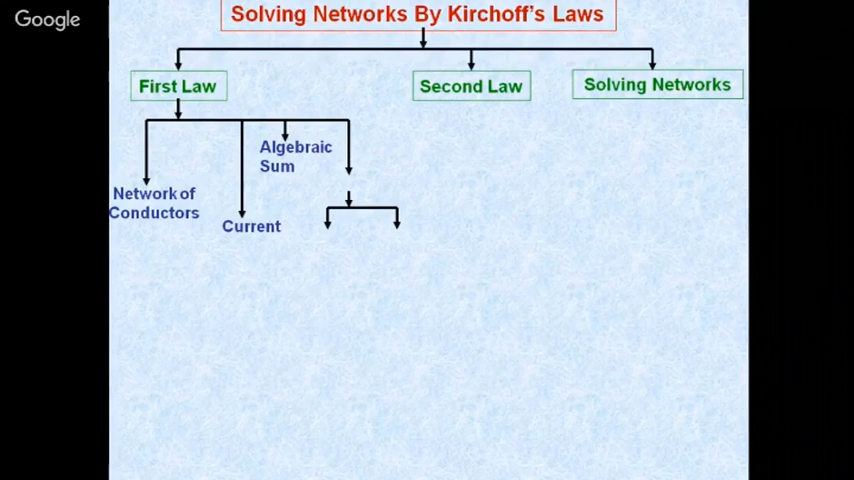 Google
Solving Networks By Kirchoff's Laws
First Law
Second Law
Solving Networks
Algebraic
Sum
Network of
Conductors
Current